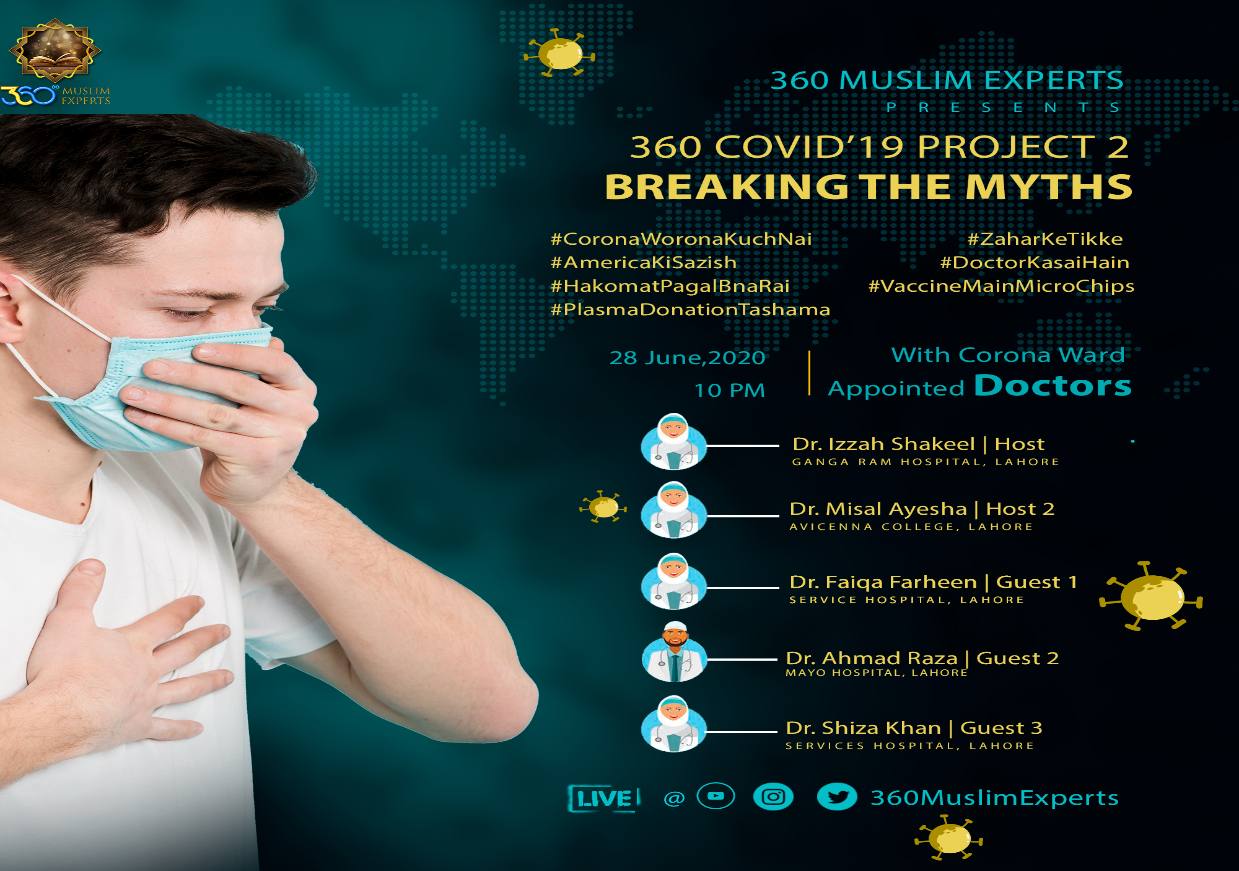 360°
MUSLIM
EXPERTS
360 MUSLIM EXPERTS
PRESENTS
360 COVID'19 PROJECT 2
BREAKING THE MYTHS
#CoronaWoronaKuchNai
#ZaharKeTikke
#AmericaKiSazish
#DoctorKasaiHain
#HakomatPagalBnaRai
#VaccineMainMicroChips
#PlasmaDonationTashama
28 June,2020
10 PM
With Corona Ward
Appointed Doctors
Dr. Izzah Shakeel | Host
GANGA RAM HOSPITAL, LAHORE
Dr. Misal Ayesha | Host 2
AVICENNA COLLEGE, LAHORE
Dr. Faiqa Farheen | Guest 1
SERVICE HOSPITAL, LAHORE
Dr. Ahmad Raza | Guest 2
MAYO HOSPITAL, LAHORE
Dr. Shiza Khan | Guest 3
SERVICES HOSPITAL, LAHORE
LIVE @ 360MuslimExperts